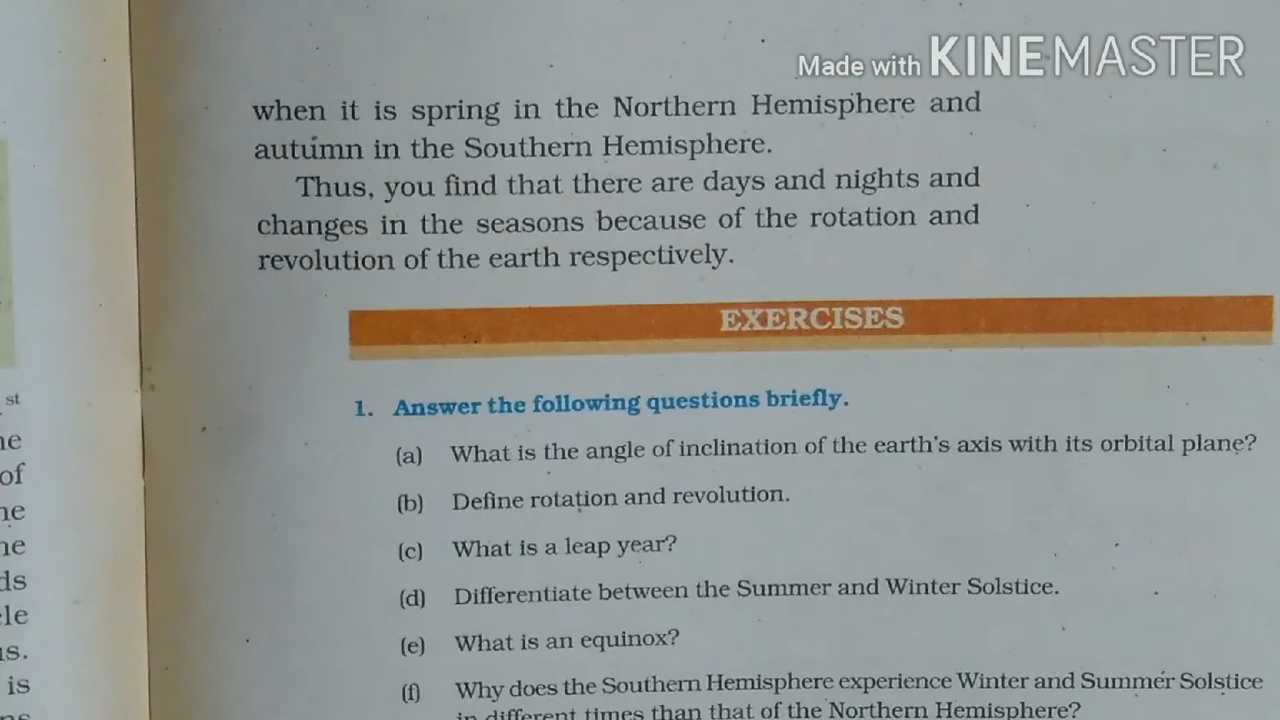 Made with KINEMASTER
when it is spring in the Northern Hemisphere and
autumn in the Southern Hemisphere.
Thus, you find that there are days and nights and
changes in the seasons because of the rotation and
revolution of the earth respectively.
EXERCISES
1. Answer the following questions briefly.
(a) What is the angle of inclination of the earth's axis with its orbital plane?
(b) Define rotation and revolution.
(c) What is a leap year?
(d) Differentiate between the Summer and Winter Solstice.
(e) What is an equinox?
(f) Why does the Southern Hemisphere experience Winter and Summer Solstice
in different times than that of the Northern Hemisphere?
st
of
is